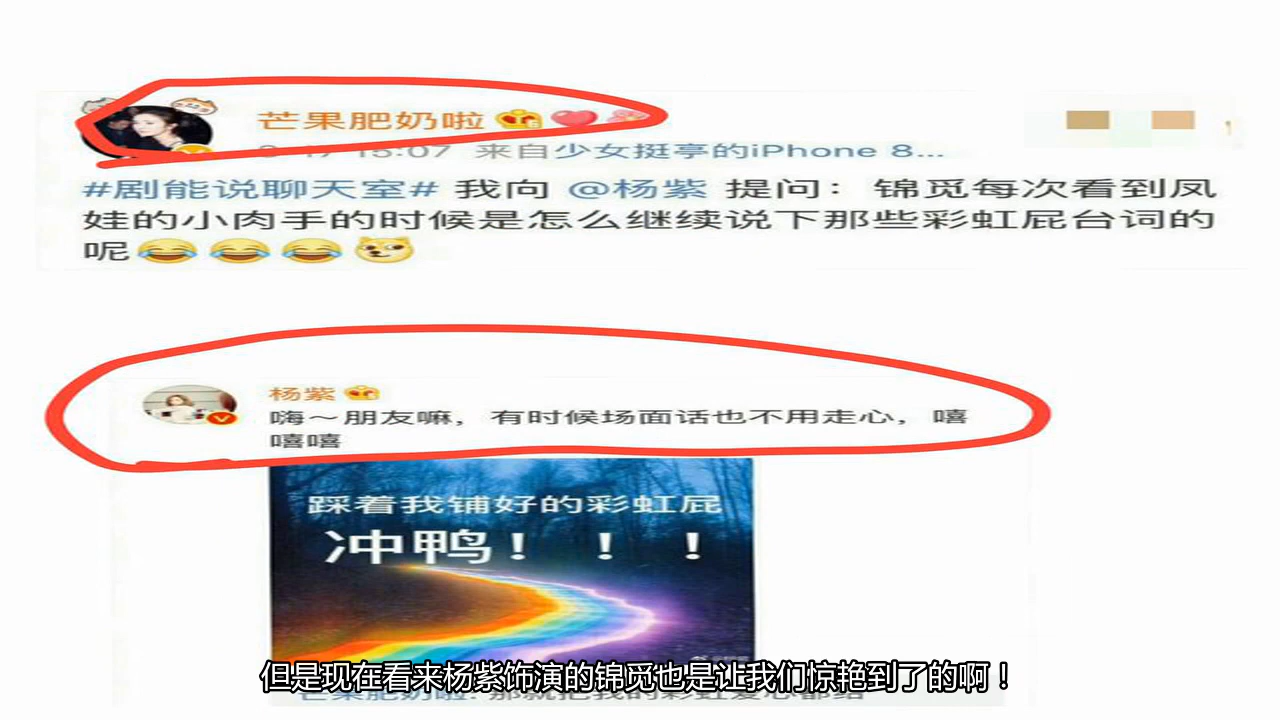 芒果肥奶啦
15:07 来自少女挺亭的iPhone 8...
#剧能说聊天室# 我向 @杨紫 提问：锦觅每次看到凤
娃的小肉手的时候是怎么继续说下那些彩虹屁台词的
呢
杨紫
嗨～朋友嘛，有时候场面话也不用走心，嘻
嘻嘻嘻
踩着我铺好的彩虹屁
冲鸭！！！
但是现在看来杨紫饰演的锦觅也是让我们惊艳到了的啊！